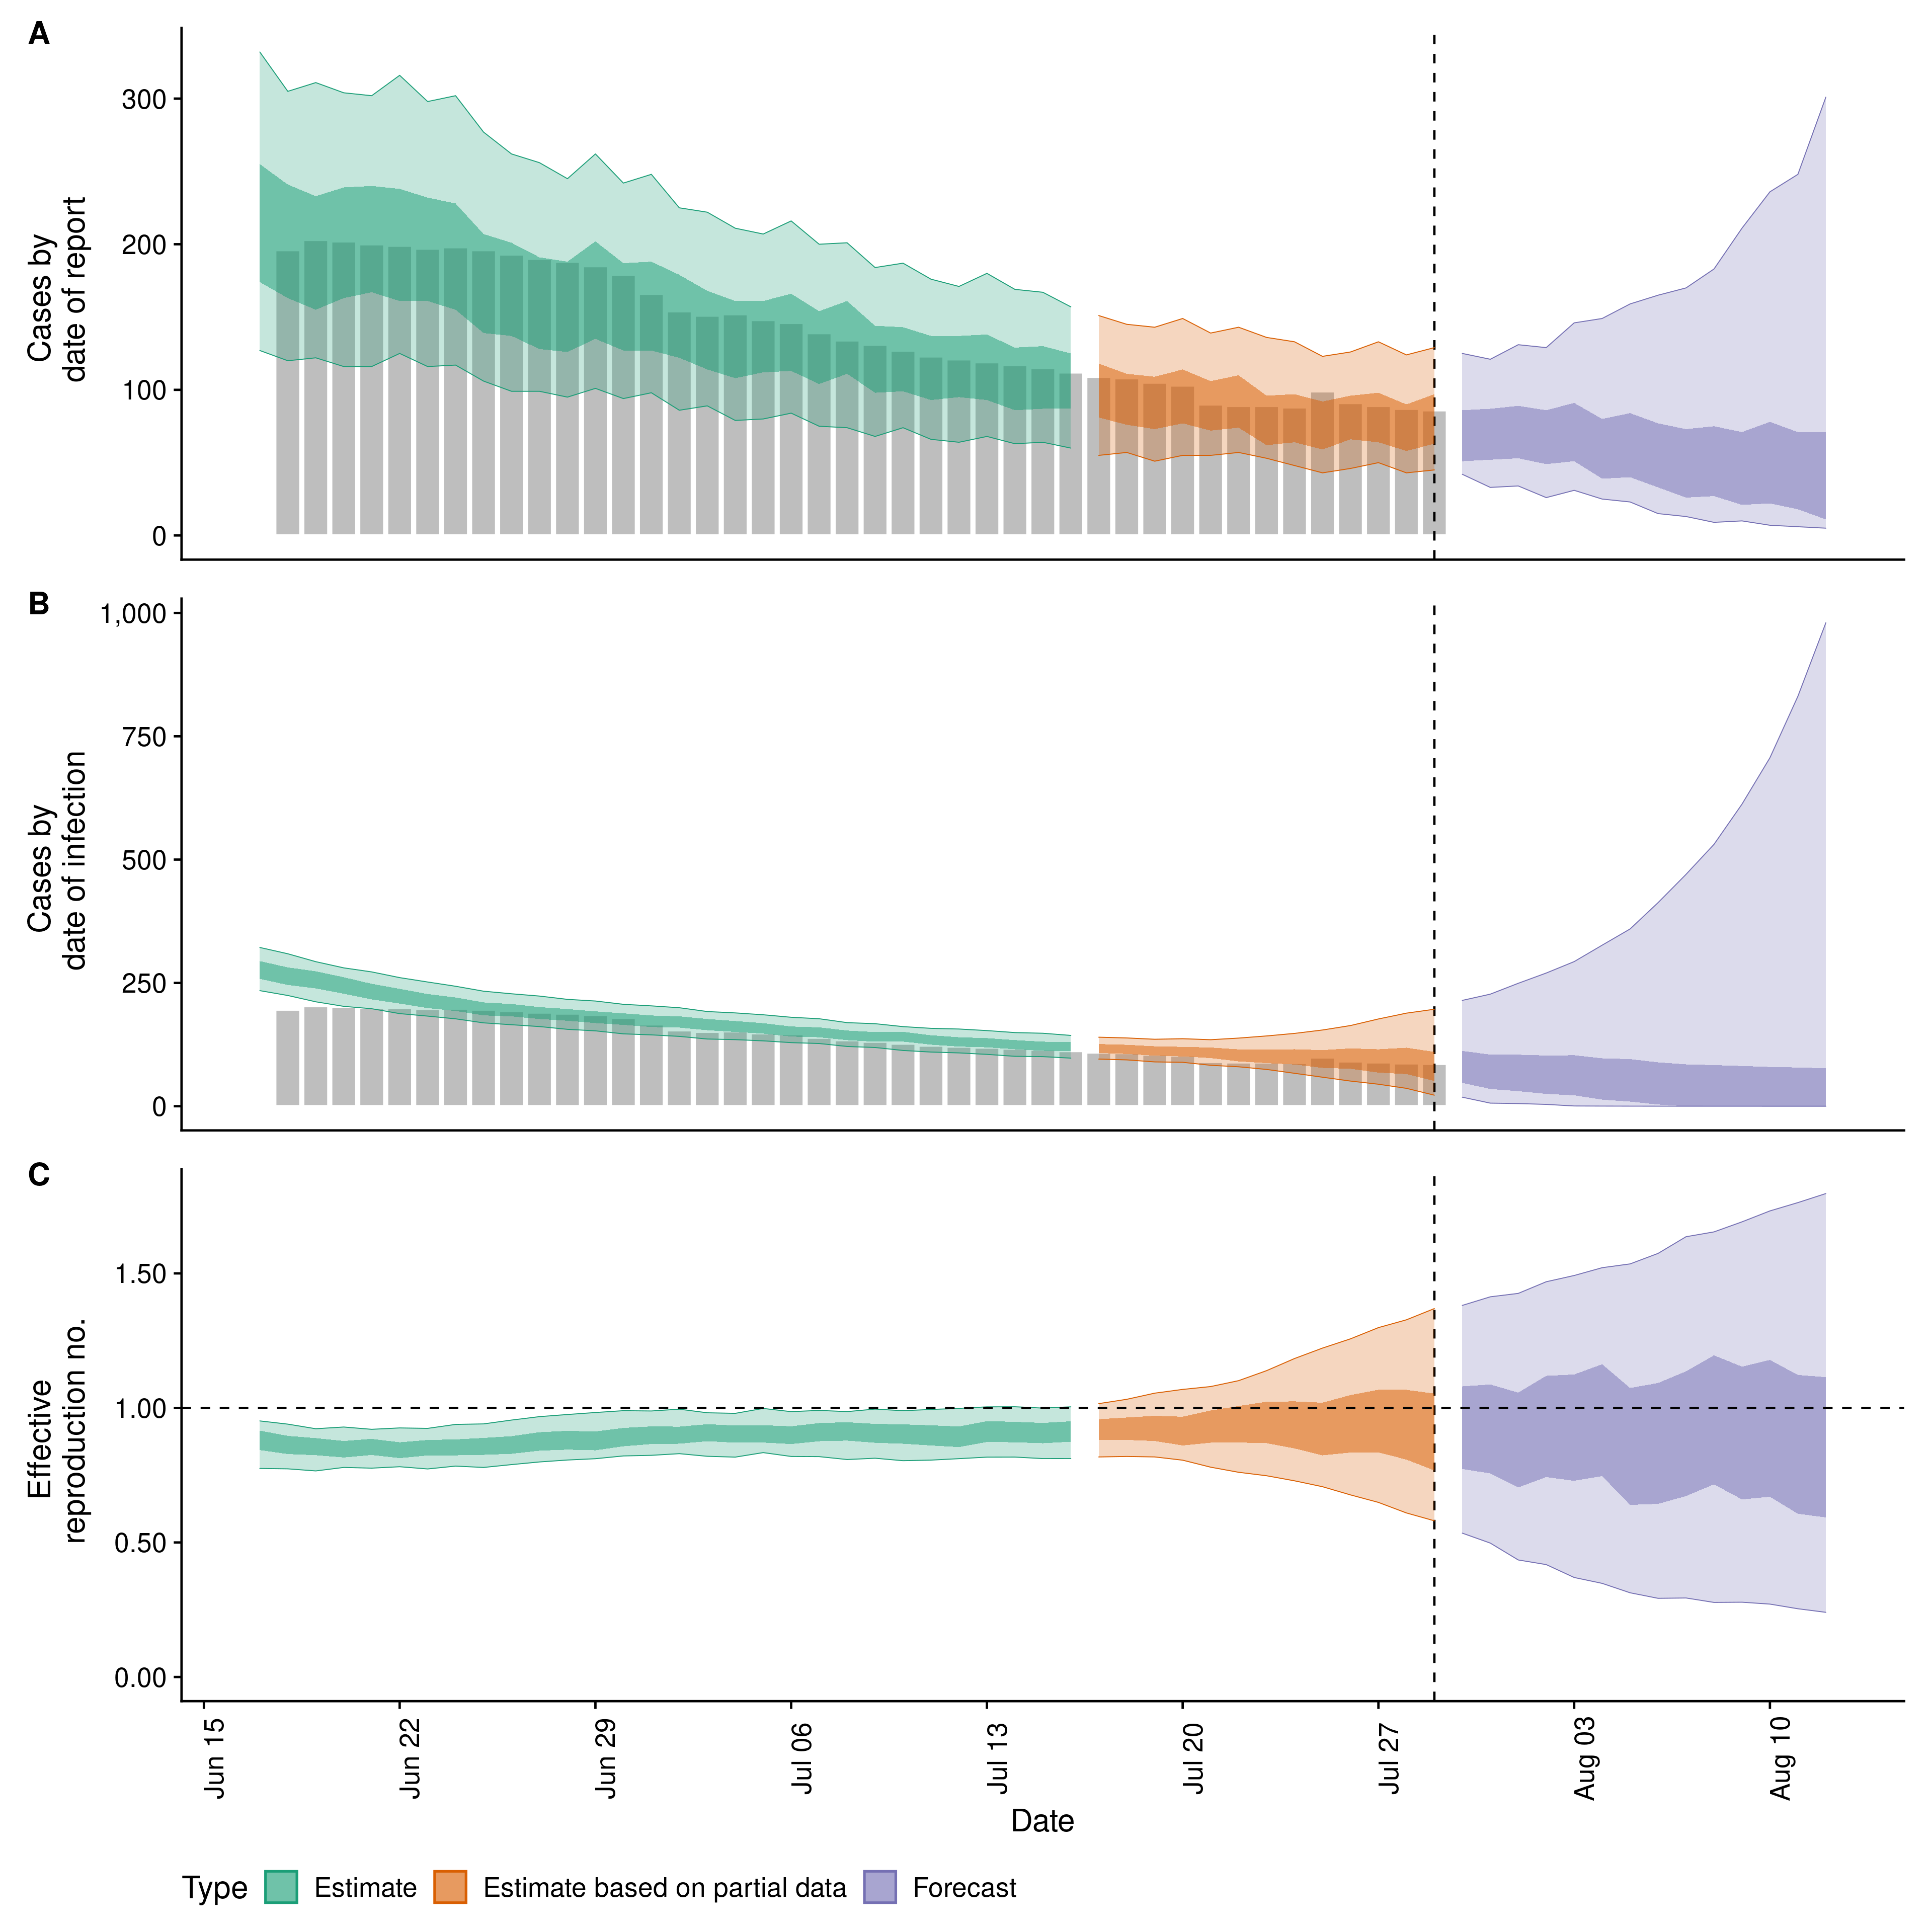 A
Cases by
date of report
300
200
100
0
B
Cases by
date of infection
1,000
750
500
250
0
C
Effective
reproduction no.
1.50
1.00
0.50
0.00
Jun 15
Jun 22
Jun 29
Jul 06
Jul 13
Jul 20
Jul 27
Aug 03
Aug 10
Date
Type Estimate Estimate based on partial data Forecast